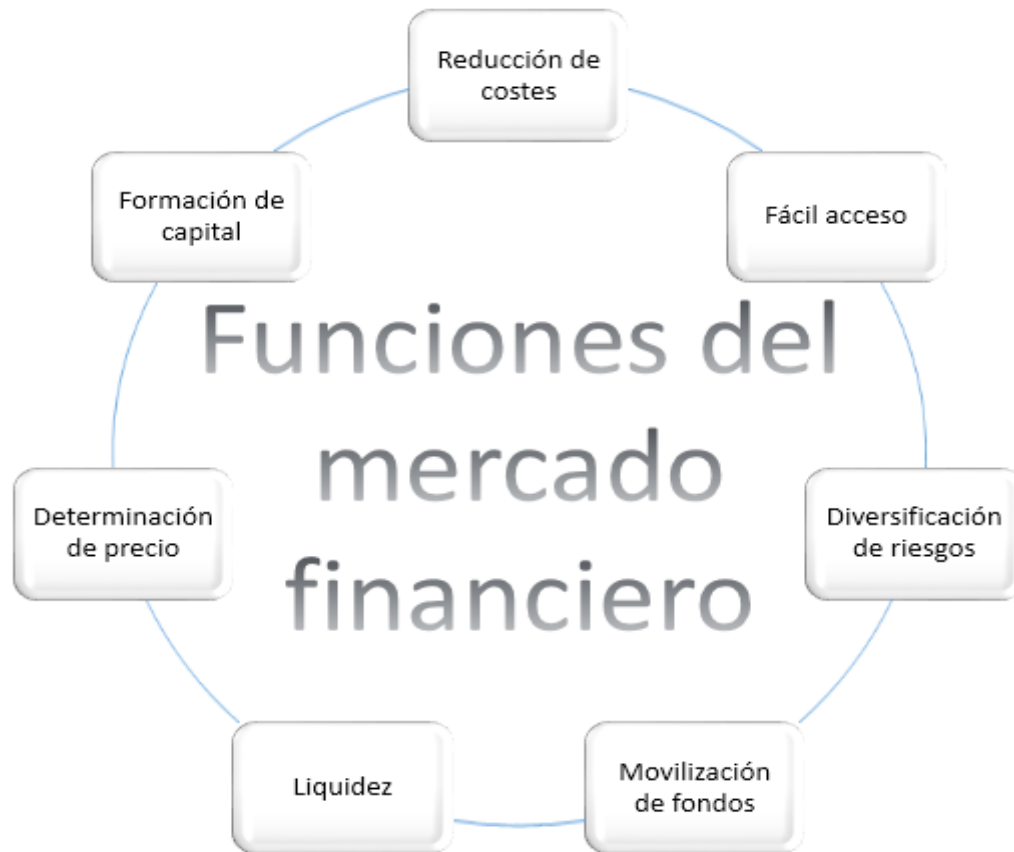 Reducción de
costes
Fácil acceso
Diversificación
de riesgos
Movilización
de fondos
Liquidez
Determinación
de precio
Formación de
capital
Funciones del
mercado
financiero